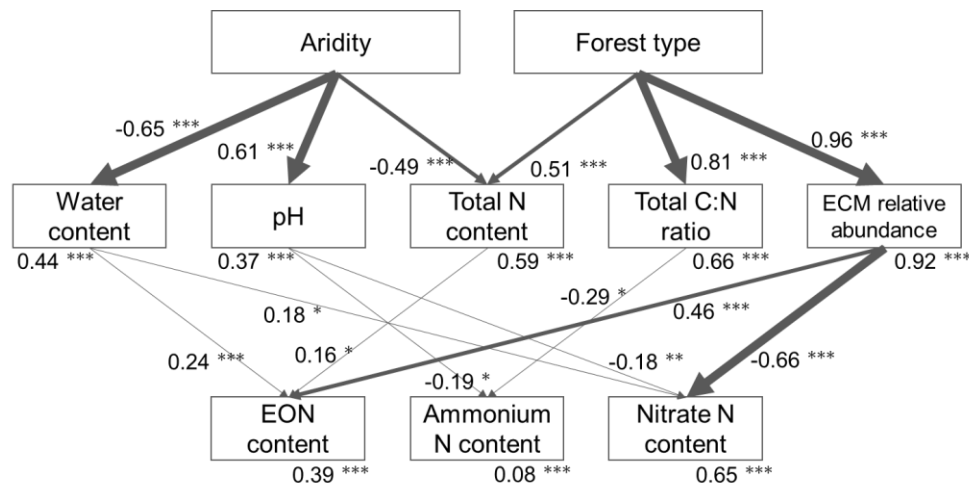 Aridity
Forest type
-0.65 ***
0.61 ***
-0.49 ***
0.51 ***
0.81 ***
0.96 ***
Water
content
pH
Total N
content
Total C:N
ratio
ECM relative
abundance
0.44 ***
0.37 ***
0.59 ***
0.66 ***
0.92 ***
0.18 *
-0.29 *
0.46 ***
0.24 ***
0.16 *
-0.19 *
-0.18 **
-0.66 ***
EON
content
Ammonium
N content
Nitrate N
content
0.39 ***
0.08 ***
0.65 ***